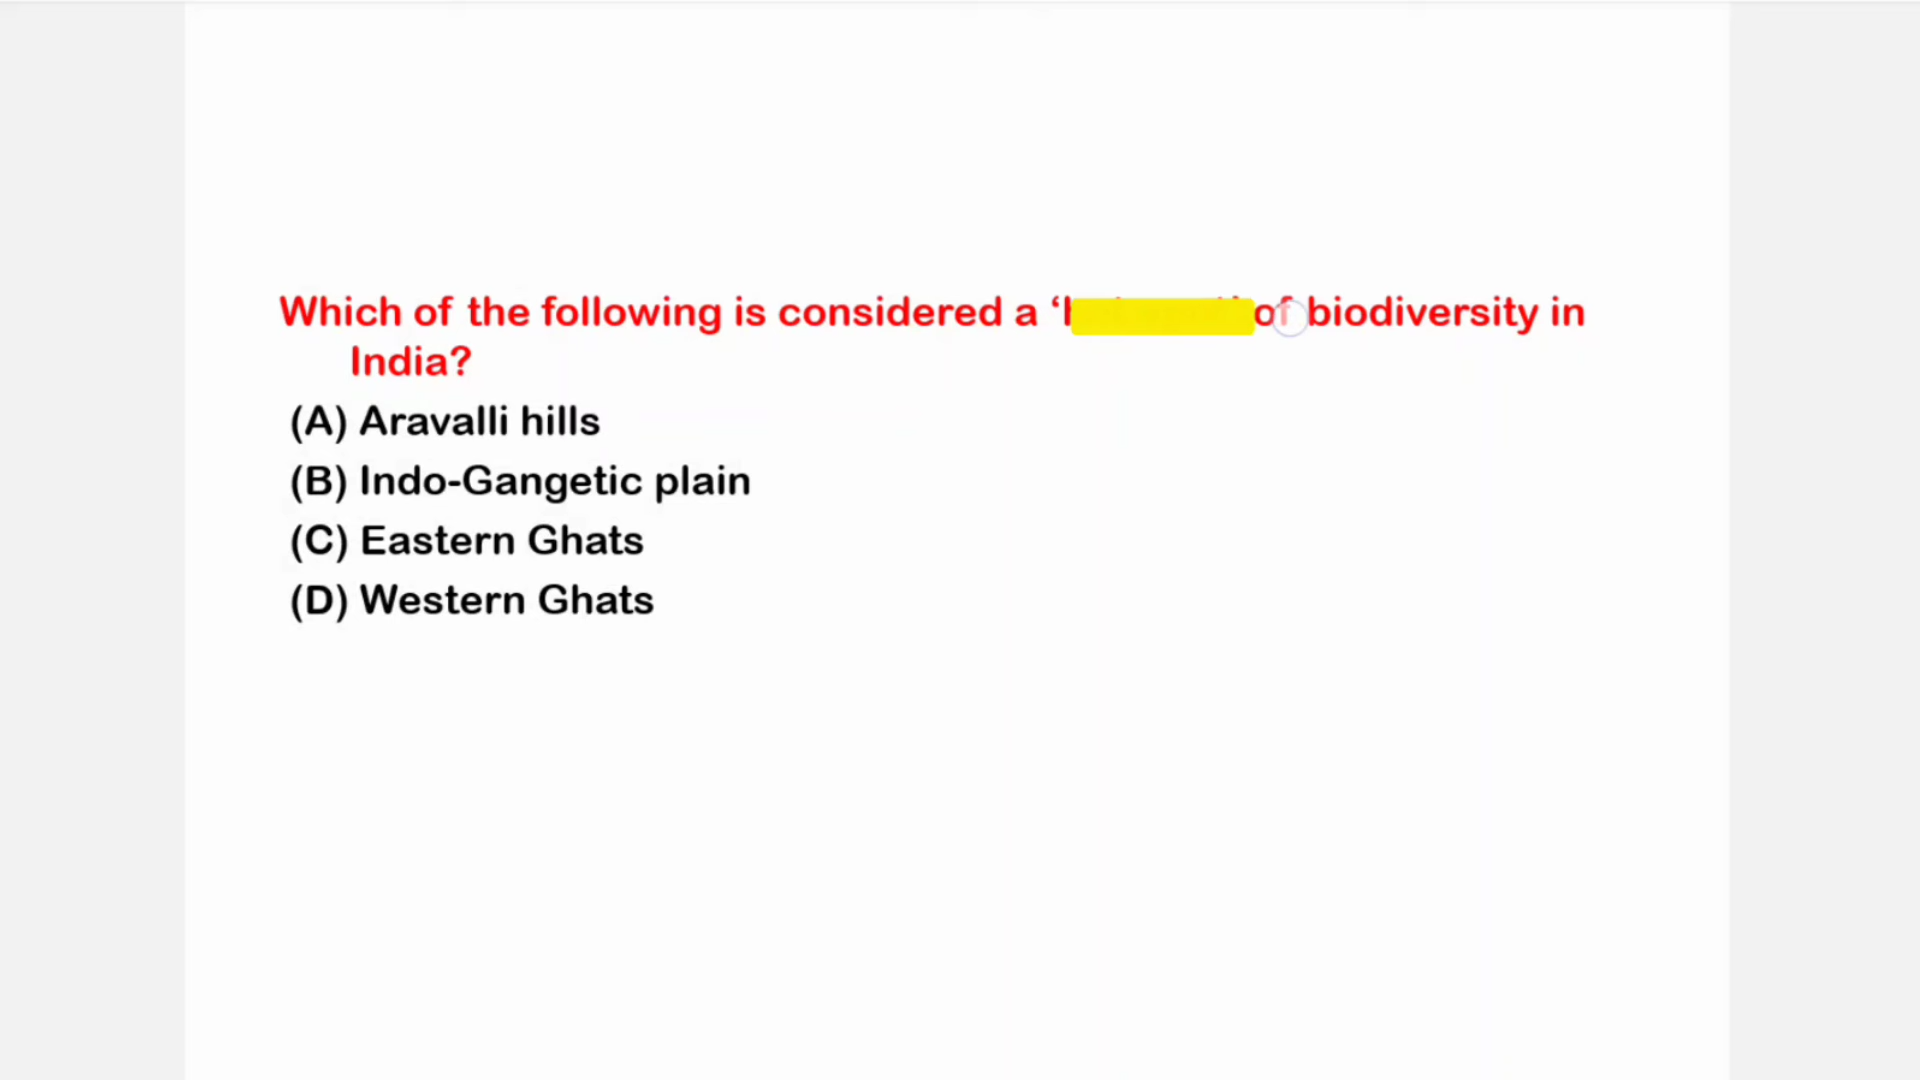 Which of the following is considered a ‘ of biodiversity in
India?
(A) Aravalli hills
(B) Indo-Gangetic plain
(C) Eastern Ghats
(D) Western Ghats